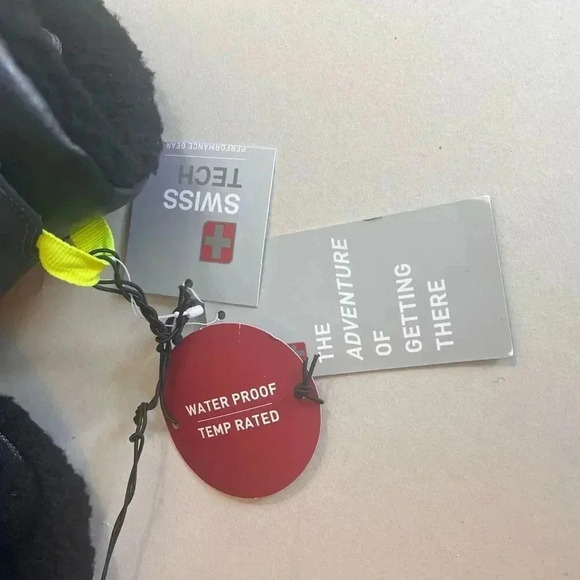 SWISS
TECH
PERFORMANCE GEAR
THE
ADVENTURE
OF
GETTING
THERE
WATER PROOF
TEMP RATED